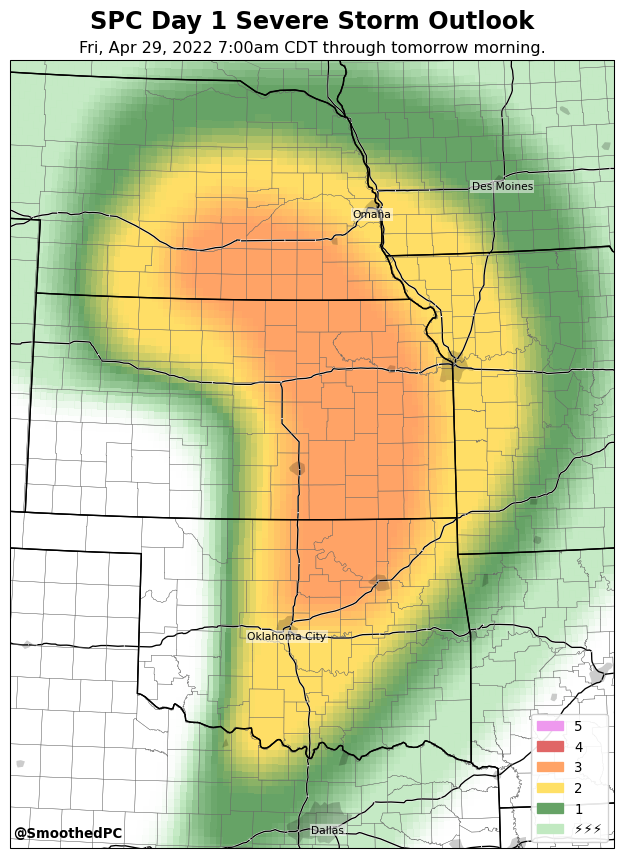 SPC Day 1 Severe Storm Outlook
Fri, Apr 29, 2022 7:00am CDT through tomorrow morning.
Des Moines
Omaha
Oklahoma City
5
4
3
2
1
⚡⚡⚡
Dallas
@SmoothedPC